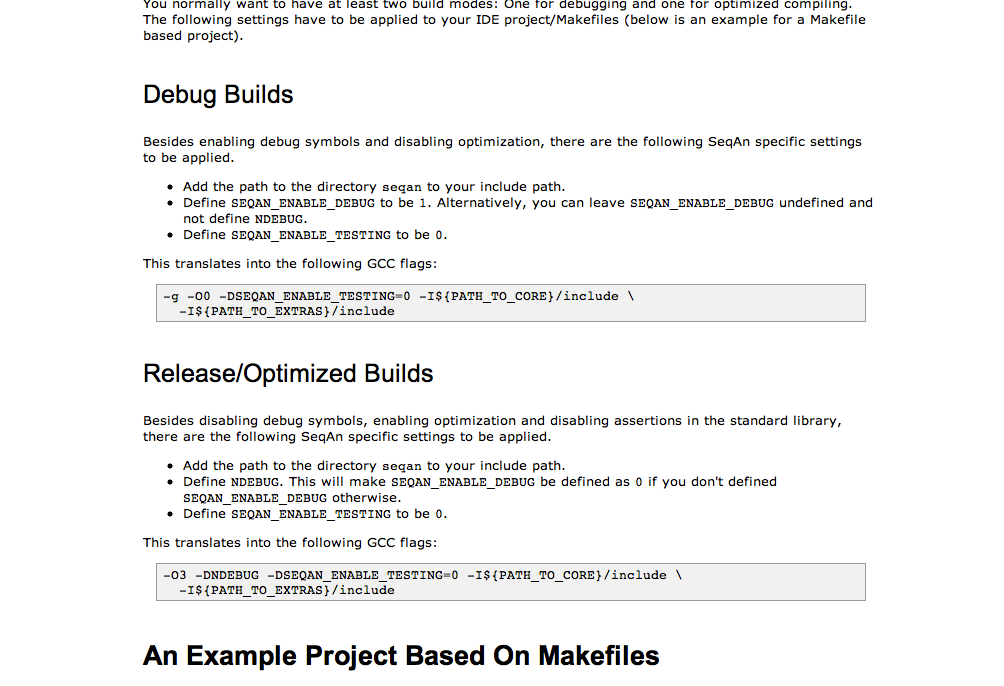 You normally want to have at least two build modes: One for debugging and one for optimized compiling.
The following settings have to be applied to your IDE project/Makefiles (below is an example for a Makefile
based project).
Debug Builds
Besides enabling debug symbols and disabling optimization, there are the following SeqAn specific settings
to be applied.
• Add the path to the directory seqan to your include path.
• Define SEQAN_ENABLE_DEBUG to be 1. Alternatively, you can leave SEQAN_ENABLE_DEBUG undefined and
not define NDEBUG.
• Define SEQAN_ENABLE_TESTING to be 0.
This translates into the following GCC flags:
-g -O0 -DSEQAN_ENABLE_TESTING=0 -I${PATH_TO_CORE}/include \
-I${PATH_TO_EXTRAS}/include
Release/Optimized Builds
Besides disabling debug symbols, enabling optimization and disabling assertions in the standard library,
there are the following SeqAn specific settings to be applied.
• Add the path to the directory seqan to your include path.
• Define NDEBUG. This will make SEQAN_ENABLE_DEBUG be defined as 0 if you don't defined
SEQAN_ENABLE_DEBUG otherwise.
• Define SEQAN_ENABLE_TESTING to be 0.
This translates into the following GCC flags:
-O3 -DNDEBUG -DSEQAN_ENABLE_TESTING=0 -I${PATH_TO_CORE}/include \
-I${PATH_TO_EXTRAS}/include
An Example Project Based On Makefiles